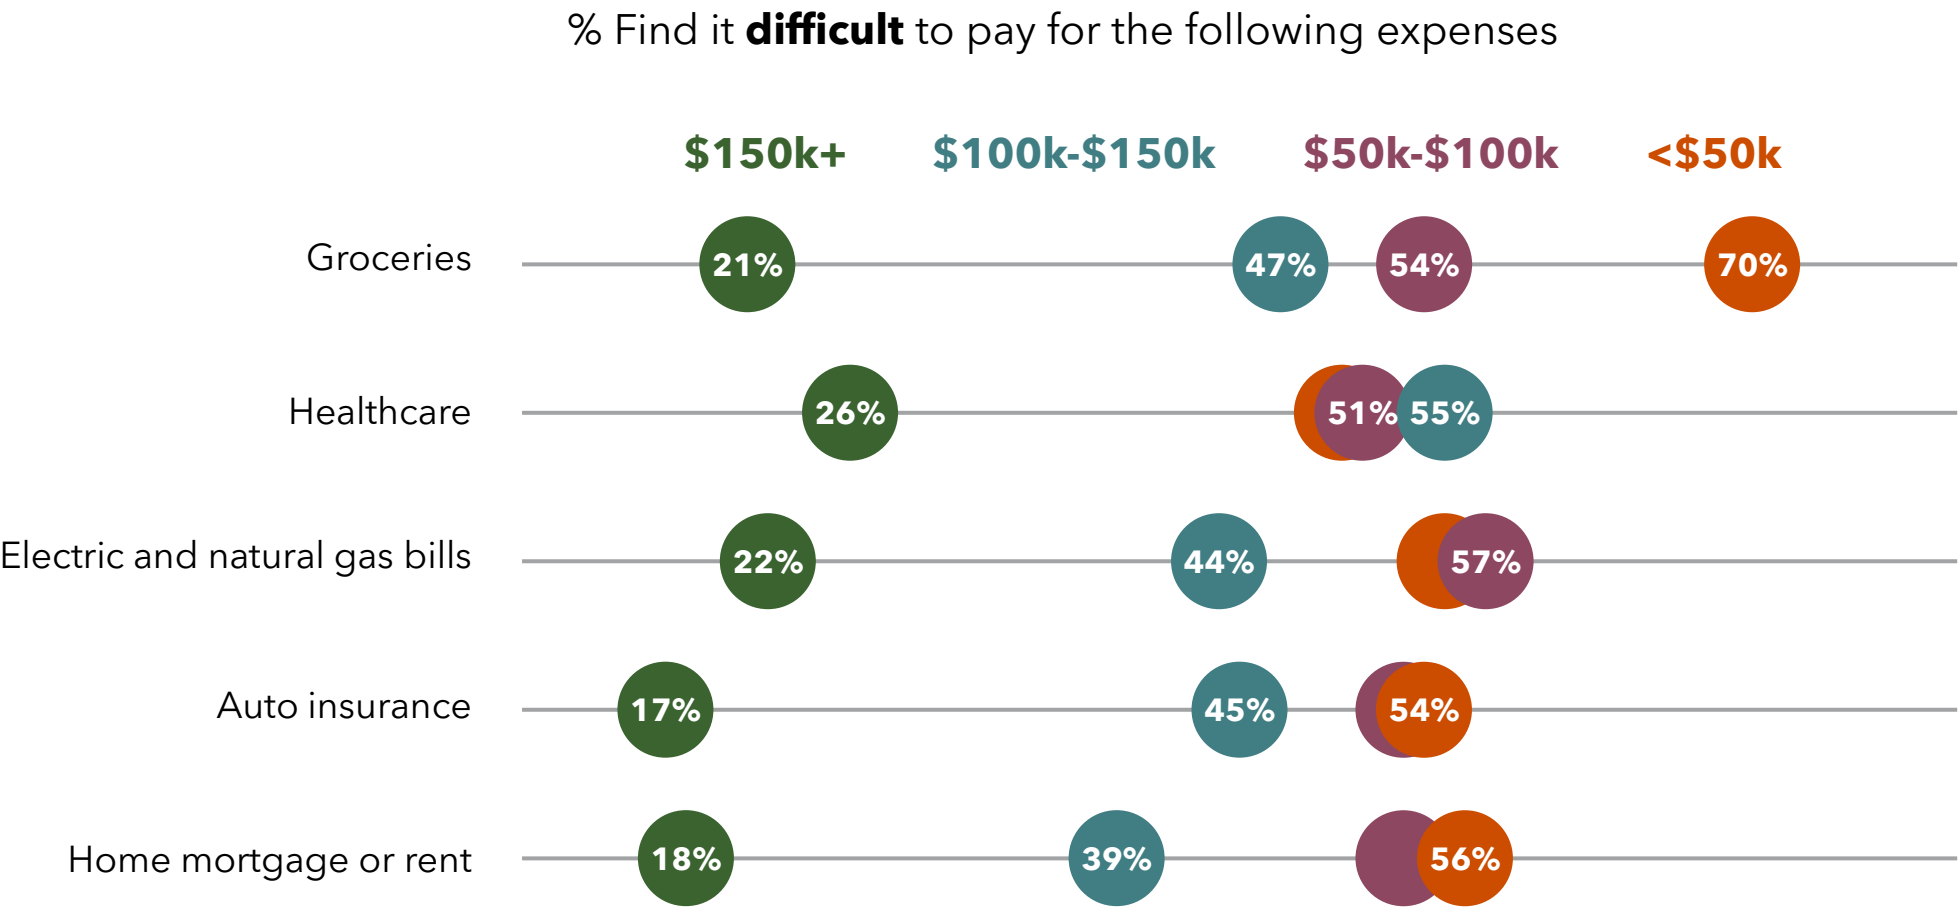 % Find it difficult to pay for the following expenses
$150k+ $100k-$150k $50k-$100k <$50k
Groceries 21% 47% 54% 70%
Healthcare 26% 51% 55%
Electric and natural gas bills 22% 44% 57%
Auto insurance 17% 45% 54%
Home mortgage or rent 18% 39% 56%